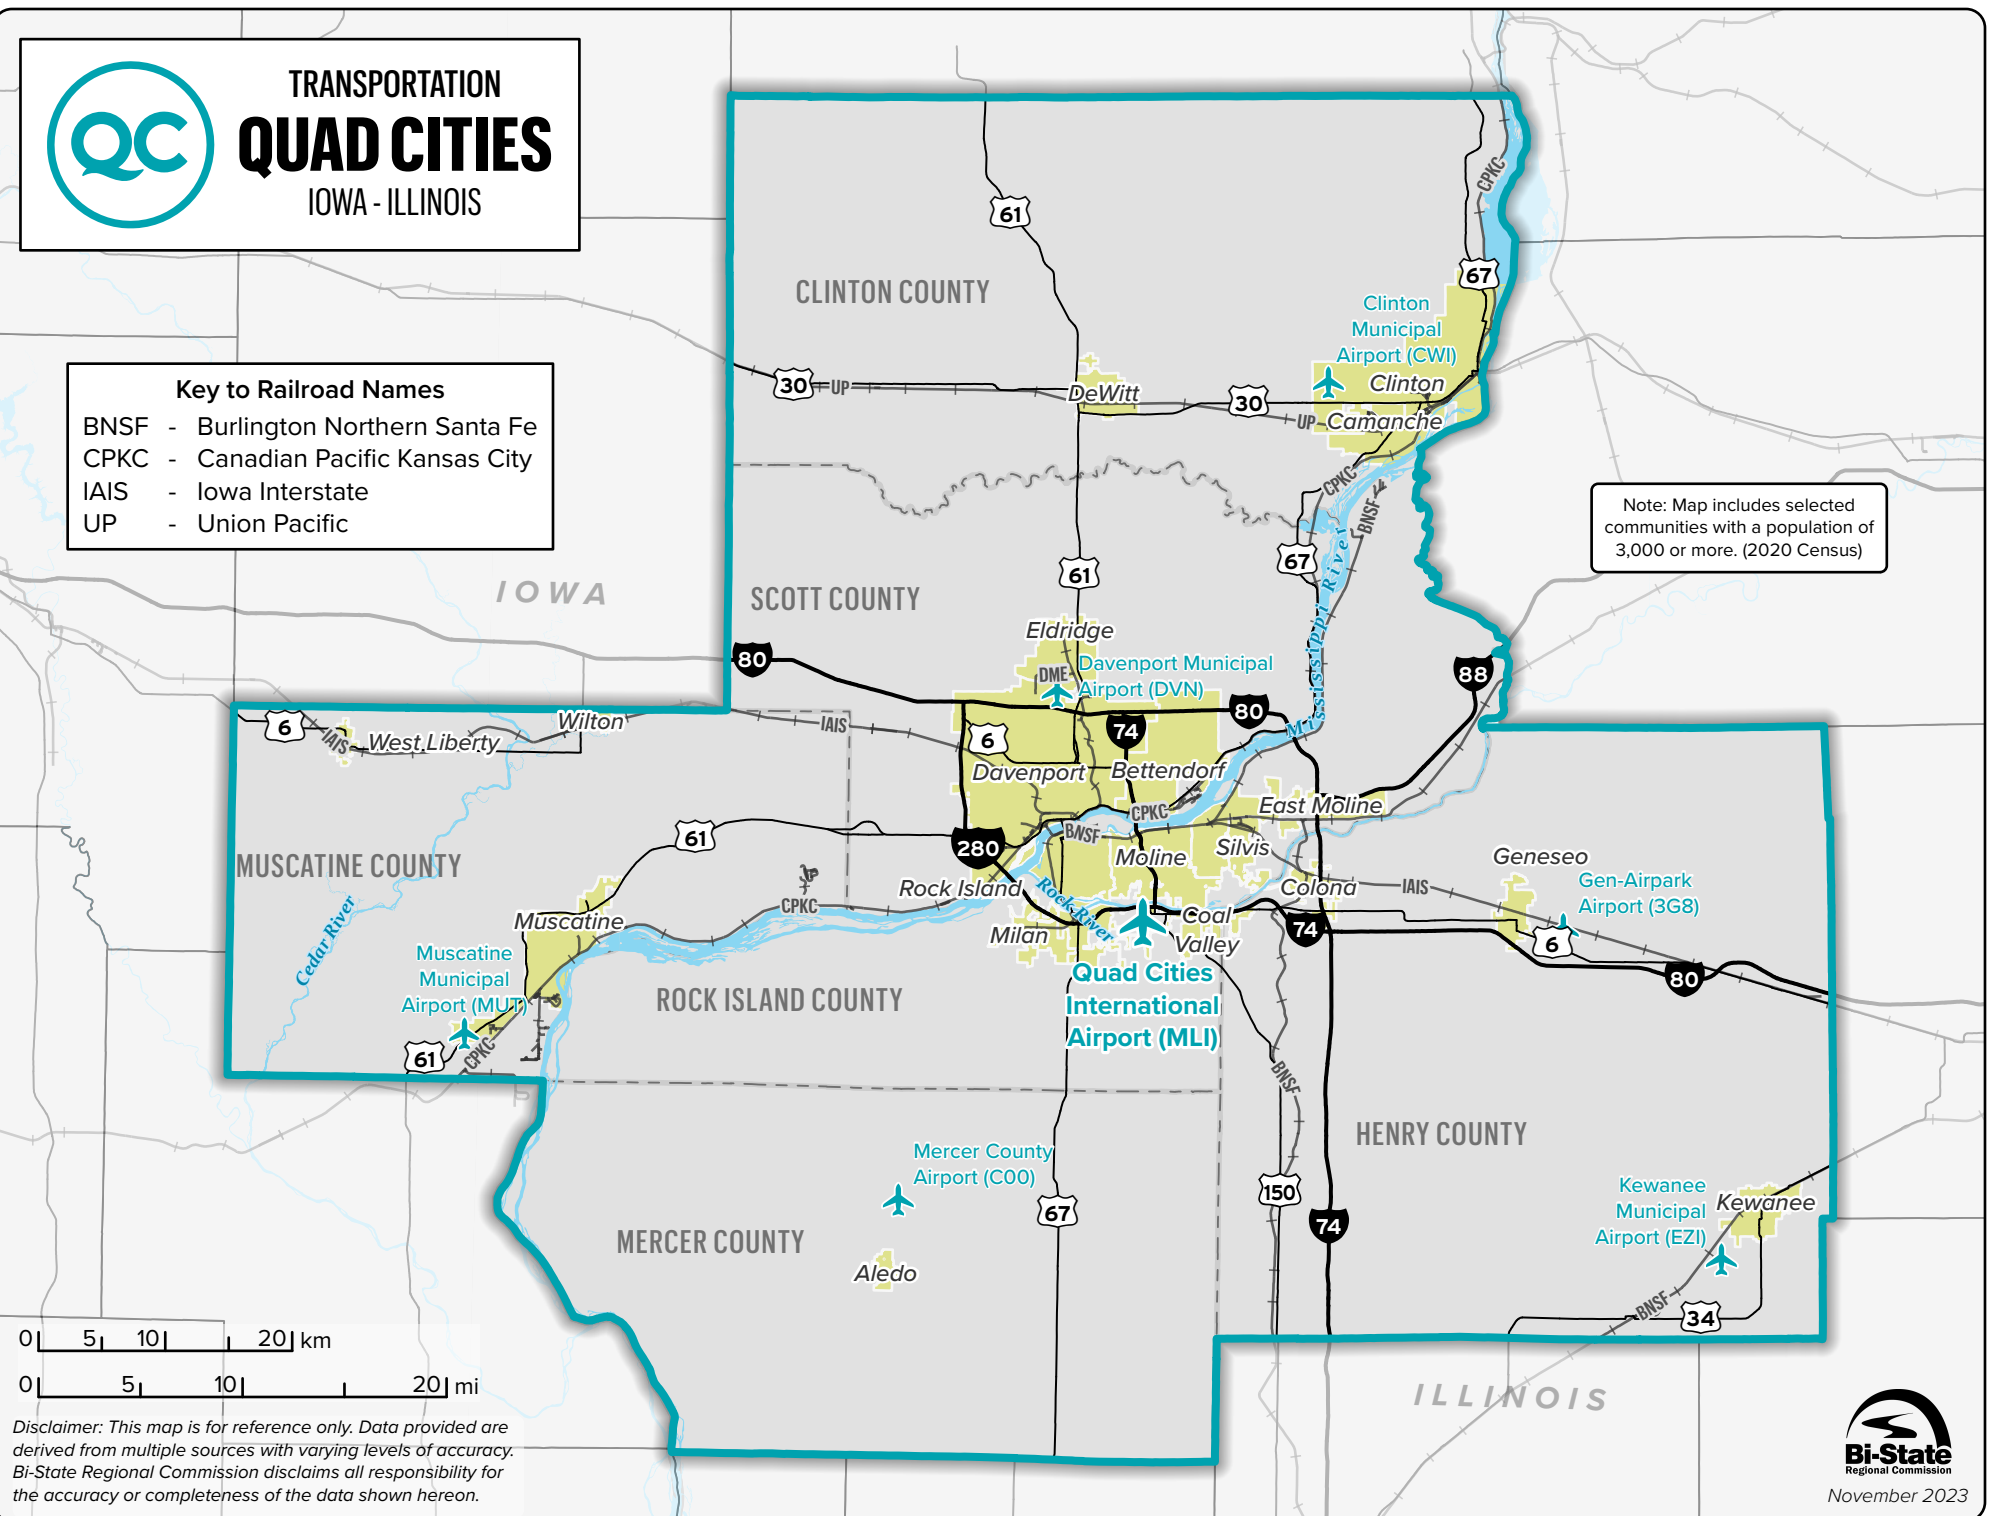 QC
TRANSPORTATION
QUAD CITIES
IOWA - ILLINOIS
Key to Railroad Names
BNSF - Burlington Northern Santa Fe
CPKC - Canadian Pacific Kansas City
IAIS - Iowa Interstate
UP - Union Pacific
Note: Map includes selected
communities with a population of
3,000 or more. (2020 Census)
IOWA
CLINTON COUNTY
61
CPKC
67
Clinton
Municipal
Airport (CWI)
Clinton
Camanche
30
UP
DeWitt
30
UP
CPKC
BNSF
67
Mississippi River
SCOTT COUNTY
61
Eldridge
DME
Davenport Municipal
Airport (DVN)
80
80
88
74
6
IAIS
Davenport
Bettendorf
CPKC
BNSF
280
East Moline
Silvis
Moline
Rock Island
Rock River
Milan
Coal
Valley
Colona
IAIS
Geneseo
Gen-Airpark
Airport (3G8)
6
74
80
Quad Cities
International
Airport (MLI)
6
IAIS
West Liberty
Wilton
MUSCATINE COUNTY
61
Cedar River
Muscatine
CPKC
Muscatine
Municipal
Airport (MUT)
61
CPKC
ROCK ISLAND COUNTY
BNSF
HENRY COUNTY
150
74
Mercer County
Airport (C00)
67
MERCER COUNTY
Aledo
Kewanee
Municipal
Airport (EZI)
Kewanee
BNSF
34
ILLINOIS
0 5 10 20 km
0 5 10 20 mi
Disclaimer: This map is for reference only. Data provided are
derived from multiple sources with varying levels of accuracy.
Bi-State Regional Commission disclaims all responsibility for
the accuracy or completeness of the data shown hereon.
Bi-State
Regional Commission
November 2023